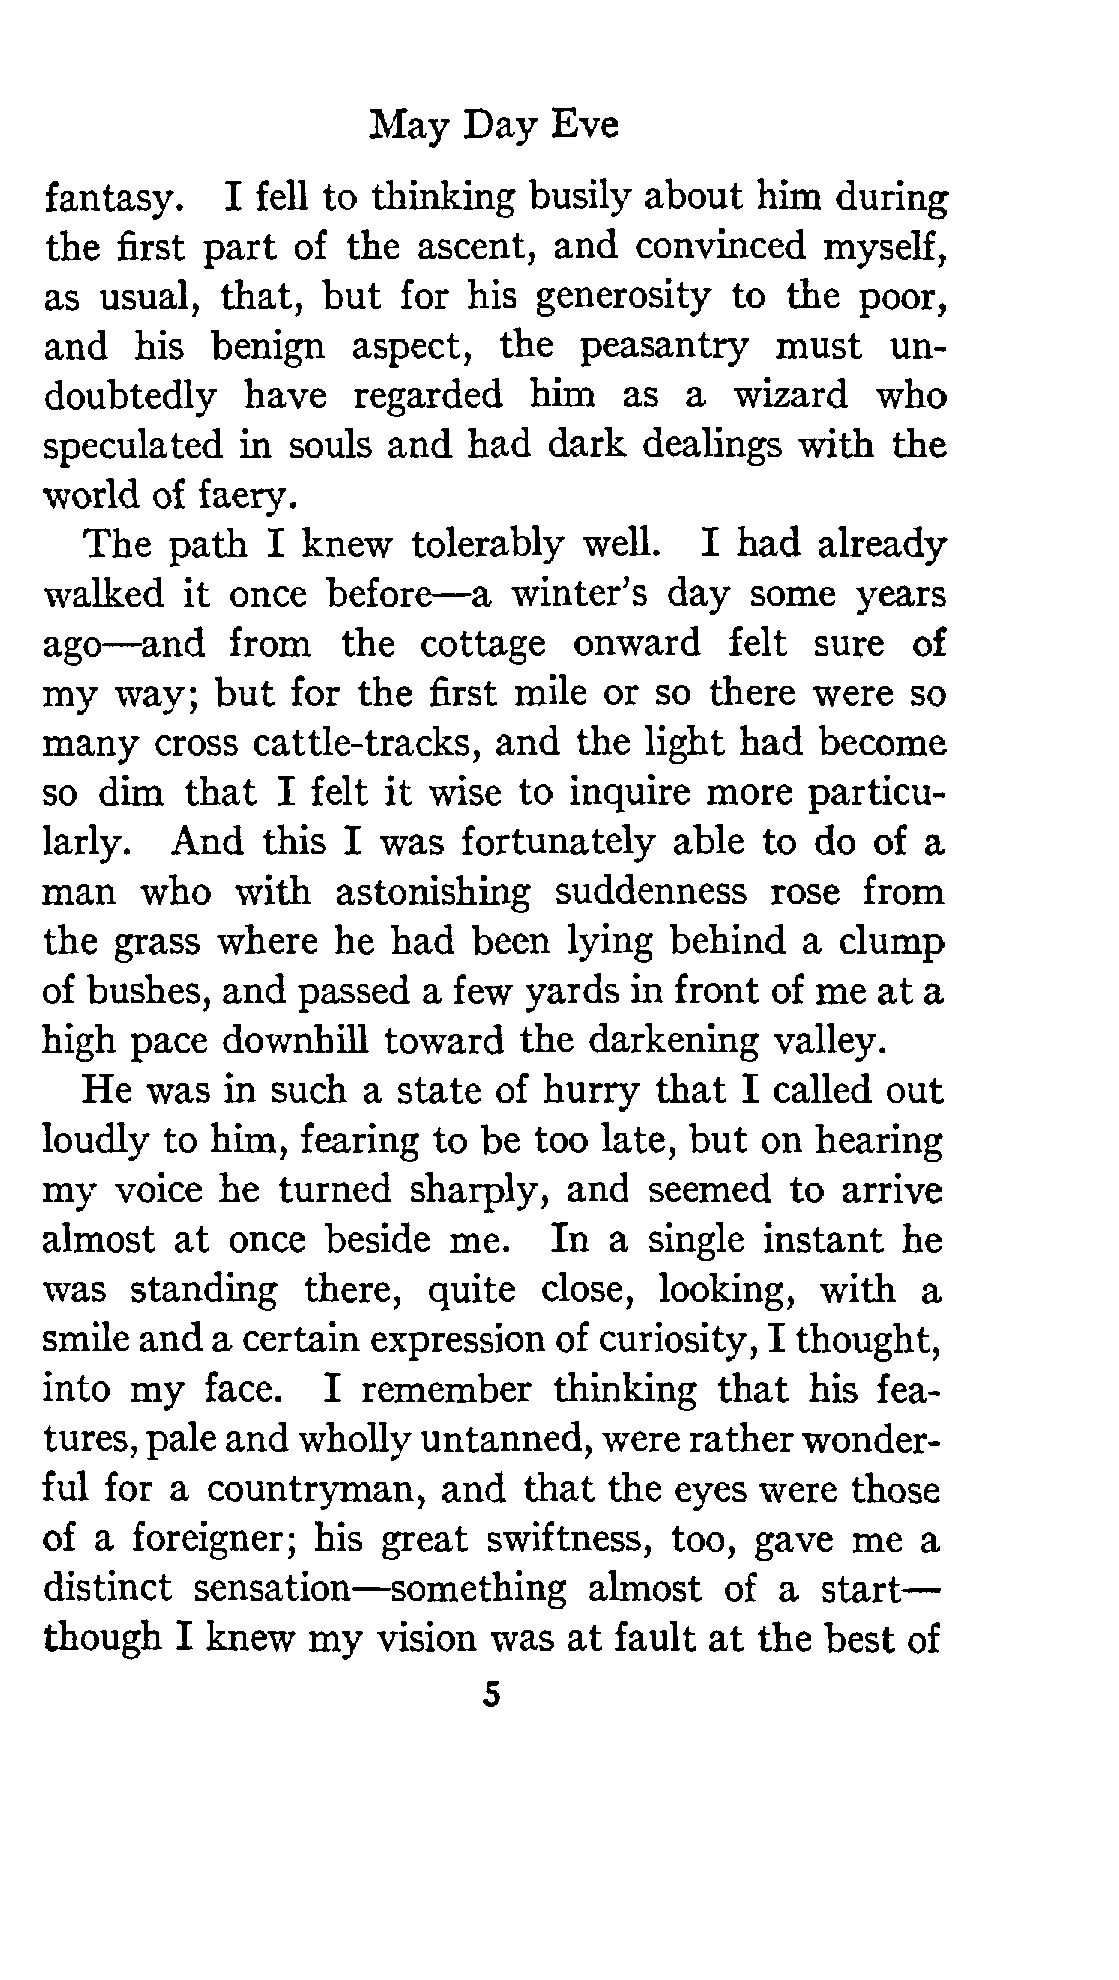 May Day Eve
fantasy. I fell to thinking busily about him during
the first part of the ascent, and convinced myself,
as usual, that, but for his generosity to the poor,
and his benign aspect, the peasantry must un-
doubtedly have regarded him as a wizard who
speculated in souls and had dark dealings with the
world of faery.
The path I knew tolerably well. I had already
walked it once before—a winter's day some years
ago—and from the cottage onward felt sure of
my way; but for the first mile or so there were so
many cross cattle-tracks, and the light had become
so dim that I felt it wise to inquire more particu-
larly. And this I was fortunately able to do of a
man who with astonishing suddenness rose from
the grass where he had been lying behind a clump
of bushes, and passed a few yards in front of me at a
high pace downhill toward the darkening valley.
He was in such a state of hurry that I called out
loudly to him, fearing to be too late, but on hearing
my voice he turned sharply, and seemed to arrive
almost at once beside me. In a single instant he
was standing there, quite close, looking, with a
smile and a certain expression of curiosity, I thought,
into my face. I remember thinking that his fea-
tures, pale and wholly untanned, were rather wonder-
ful for a countryman, and that the eyes were those
of a foreigner; his great swiftness, too, gave me a
distinct sensation—something almost of a start—
though I knew my vision was at fault at the best of
5